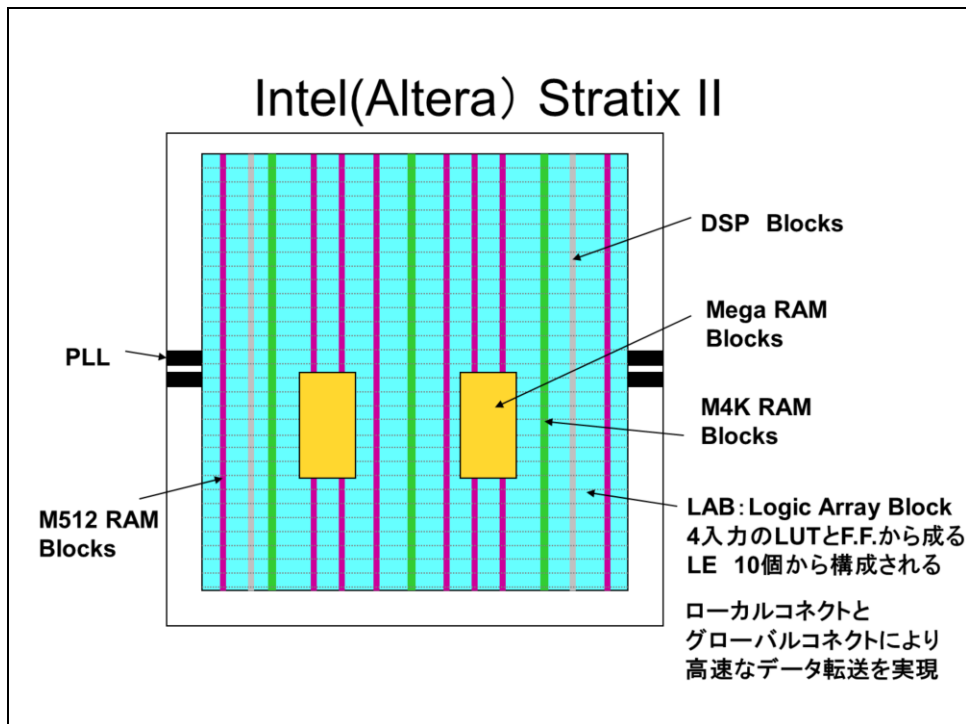 Intel(Altera） Stratix II
DSP Blocks
Mega RAM
Blocks
PLL
M4K RAM
Blocks
M512 RAM
Blocks
LAB：Logic Array Block
4入力のLUTとF.F.から成る
LE 10個から構成される
ローカルコネクトと
グローバルコネクトにより
高速なデータ転送を実現